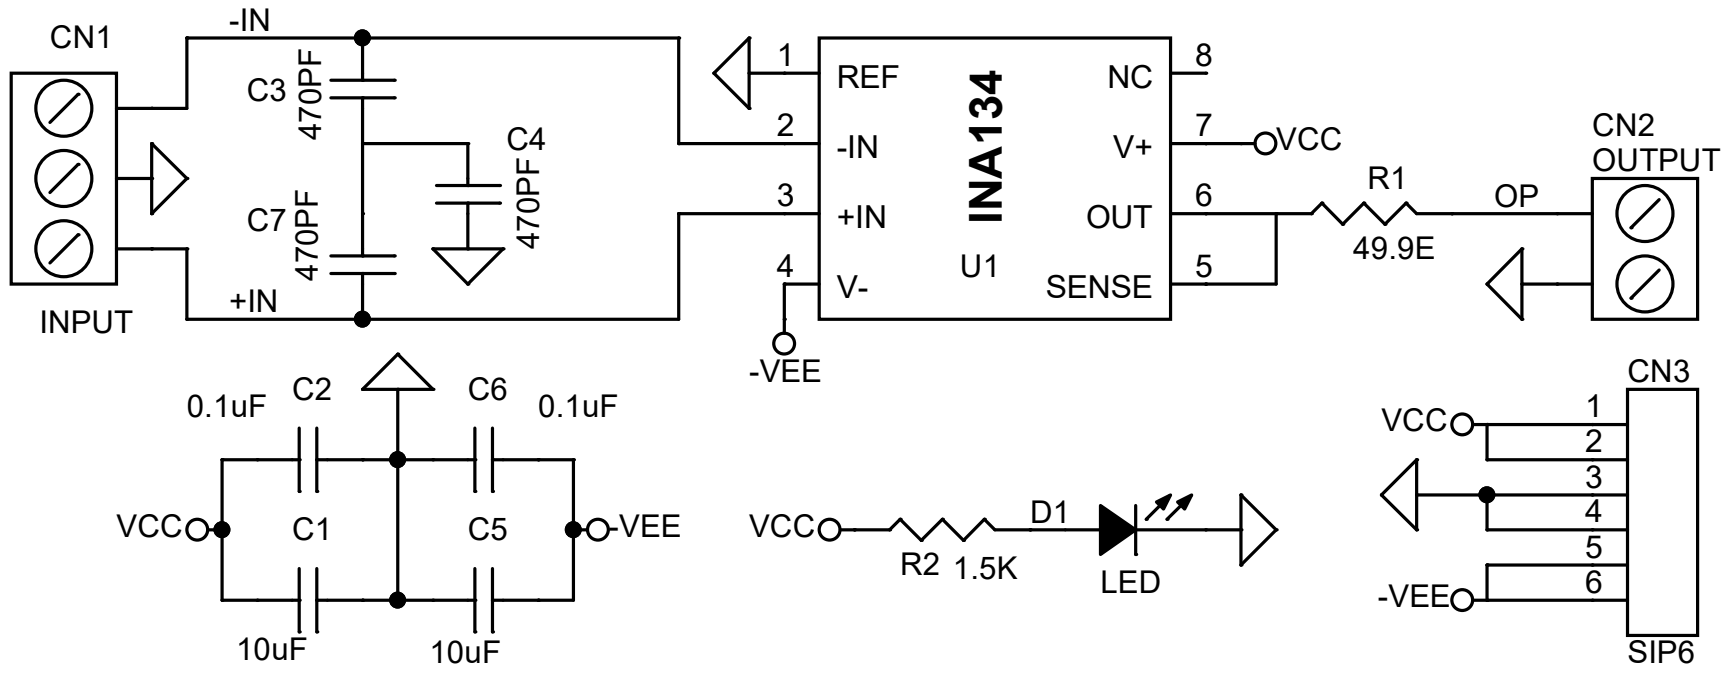 CN1
-IN
C3
470PF
C4
470PF
C7
470PF
+IN
INPUT
1
REF
2
-IN
3
+IN
4
V-
-VEE
INA134
U1
8
NC
7
V+
VCC
6
OUT
5
SENSE
R1
49.9E
OP
CN2
OUTPUT
C2
0.1uF
C6
0.1uF
VCC
C1
C5
-VEE
10uF
10uF
VCC
R2
1.5K
D1
LED
CN3
VCC
1
2
3
4
5
-VEE
6
SIP6